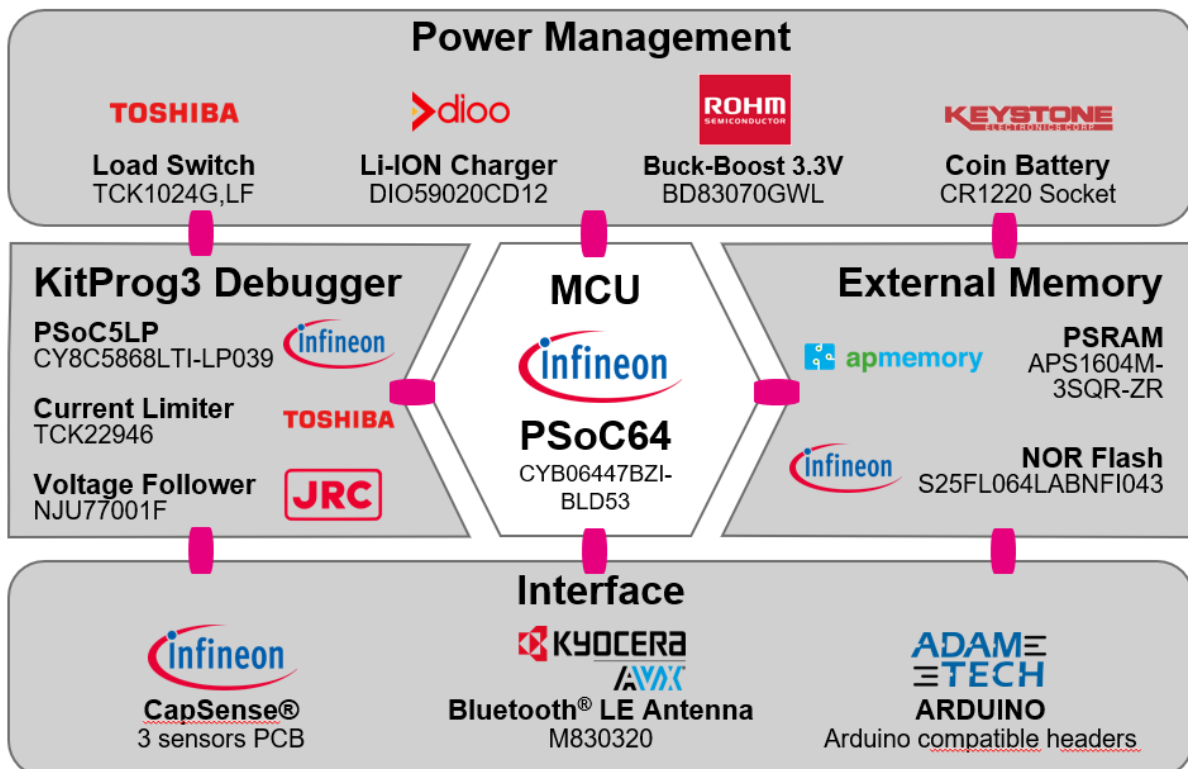 Power Management
TOSHIBA
Load Switch
TCK1024G,LF
dioo
Li-ION Charger
DIO59020CD12
ROHM
SEMICONDUCTOR
Buck-Boost 3.3V
BD83070GWL
KEYSTONE
ELECTRONICS CORP.
Coin Battery
CR1220 Socket
KitProg3 Debugger
PSoC5LP
CY8C5868LTI-LP039
infineon
Current Limiter
TCK22946
TOSHIBA
Voltage Follower
NJU77001F
JRC
MCU
infineon
PSoC64
CYB06447BZI-
BLD53
External Memory
apmemory
PSRAM
APS1604M-
3SQR-ZR
infineon
NOR Flash
S25FL064LABNFI043
Interface
infineon
CapSense®
3 sensors PCB
KYOCERA
AVX
Bluetooth® LE Antenna
M830320
ADAM
TECH
ARDUINO
Arduino compatible headers